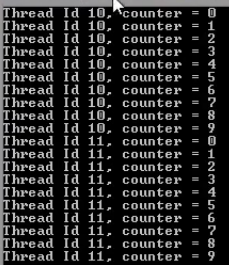 Thread Id 10, counter = 0
Thread Id 10, counter = 1
Thread Id 10, counter = 2
Thread Id 10, counter = 3
Thread Id 10, counter = 4
Thread Id 10, counter = 5
Thread Id 10, counter = 6
Thread Id 10, counter = 7
Thread Id 10, counter = 8
Thread Id 10, counter = 9
Thread Id 11, counter = 0
Thread Id 11, counter = 1
Thread Id 11, counter = 2
Thread Id 11, counter = 3
Thread Id 11, counter = 4
Thread Id 11, counter = 5
Thread Id 11, counter = 6
Thread Id 11, counter = 7
Thread Id 11, counter = 8
Thread Id 11, counter = 9